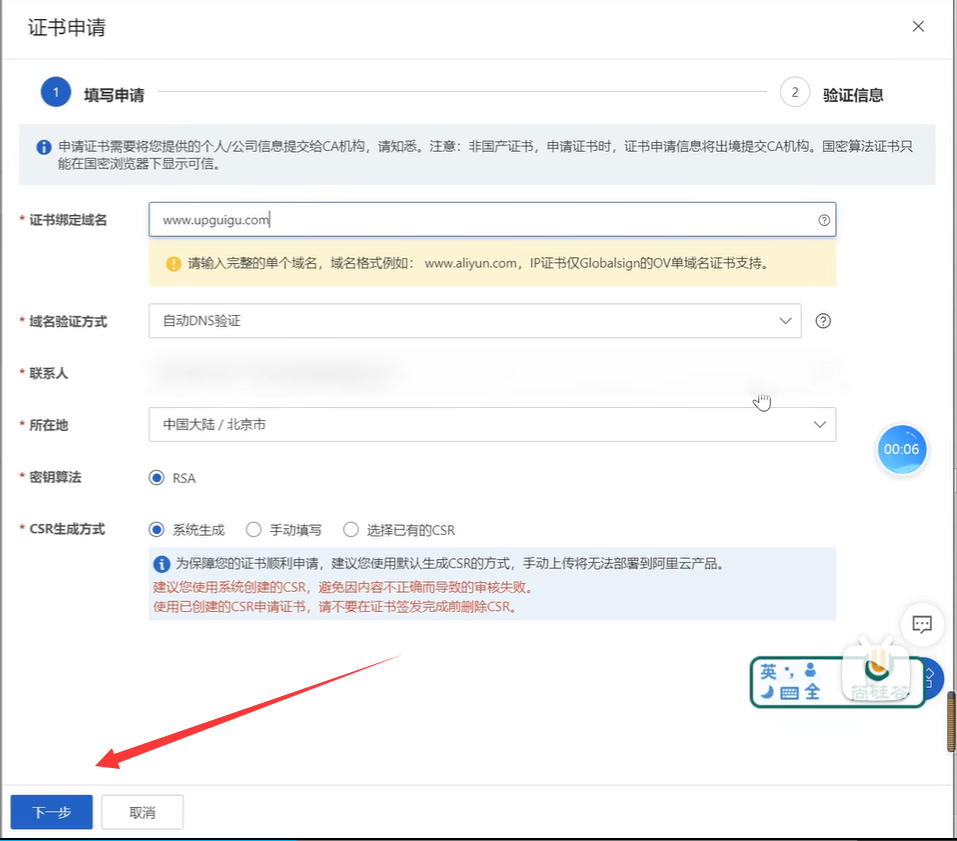 证书申请
1 填写申请
2 验证信息
申请证书需要将您提供的个人/公司信息提交给CA机构，请知悉。注意：非国产证书，申请证书时，证书申请信息将出境提交CA机构。国密算法证书只
能在国密浏览器下显示可信。
* 证书绑定域名
www.upguigu.com
请输入完整的单个域名，域名格式例如： www.aliyun.com，IP证书仅Globalsign的OV单域名证书支持。
* 域名验证方式
自动DNS验证
* 联系人
* 所在地
中国大陆 / 北京市
00:06
* 密钥算法
RSA
* CSR生成方式
系统生成 手动填写 选择已有的CSR
为保障您的证书顺利申请，建议您使用默认生成CSR的方式，手动上传将无法部署到阿里云产品。
建议您使用系统创建的CSR，避免因内容不正确而导致的审核失败。
使用已创建的CSR申请证书，请不要在证书签发完成前删除CSR。
英 ·,
全
尚硅谷
下一步 取消